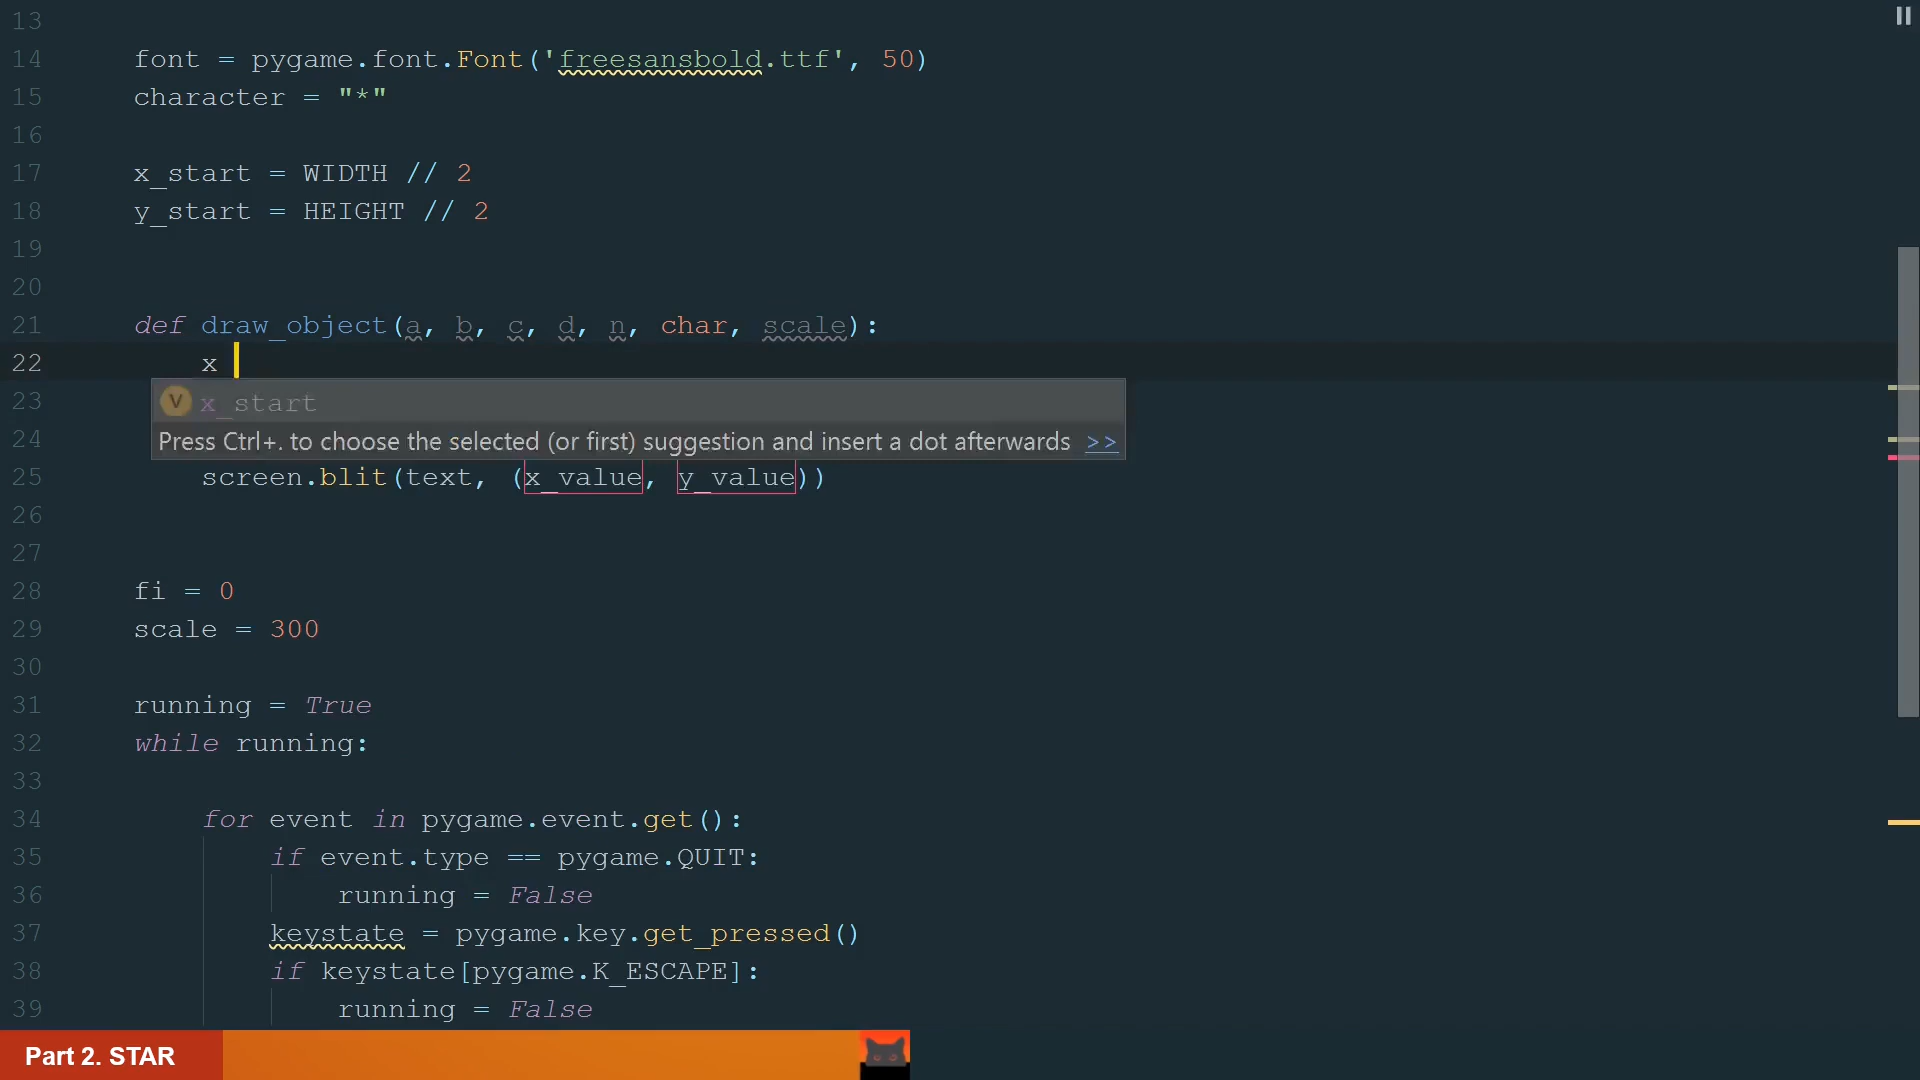 13
14 font = pygame.font.Font('freesansbold.ttf', 50)
15 character = "*"
16
17 x_start = WIDTH // 2
18 y_start = HEIGHT // 2
19
20
21 def draw_object(a, b, c, d, n, char, scale):
22 x
23 x_start
24 Press Ctrl+. to choose the selected (or first) suggestion and insert a dot afterwards >>
25 screen.blit(text, (x_value, y_value))
26
27
28 fi = 0
29 scale = 300
30
31 running = True
32 while running:
33
34 for event in pygame.event.get():
35 if event.type == pygame.QUIT:
36 running = False
37 keystate = pygame.key.get_pressed()
38 if keystate[pygame.K_ESCAPE]:
39 running = False
Part 2. STAR